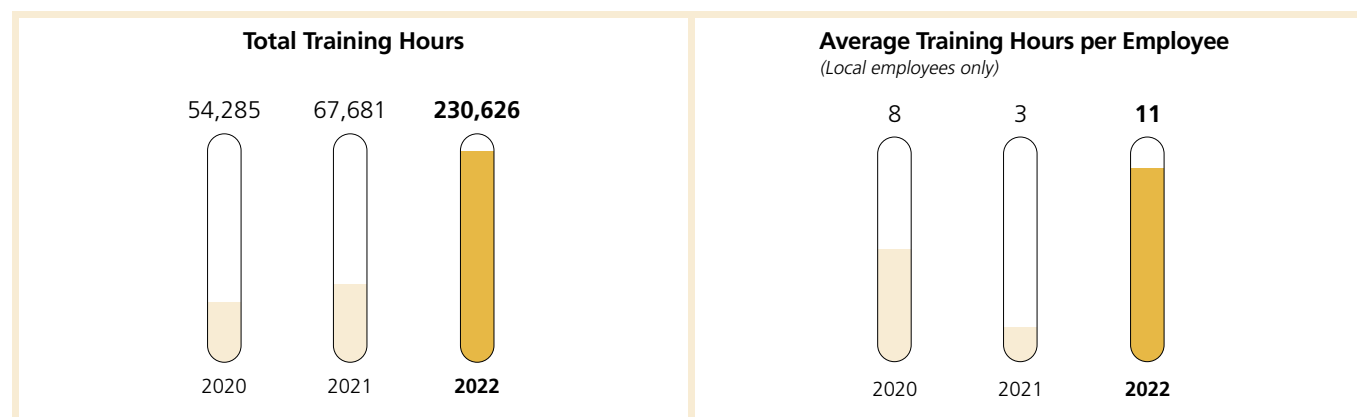 Total Training Hours
54,285 67,681 230,626
2020 2021 2022
Average Training Hours per Employee
(Local employees only)
8 3 11
2020 2021 2022